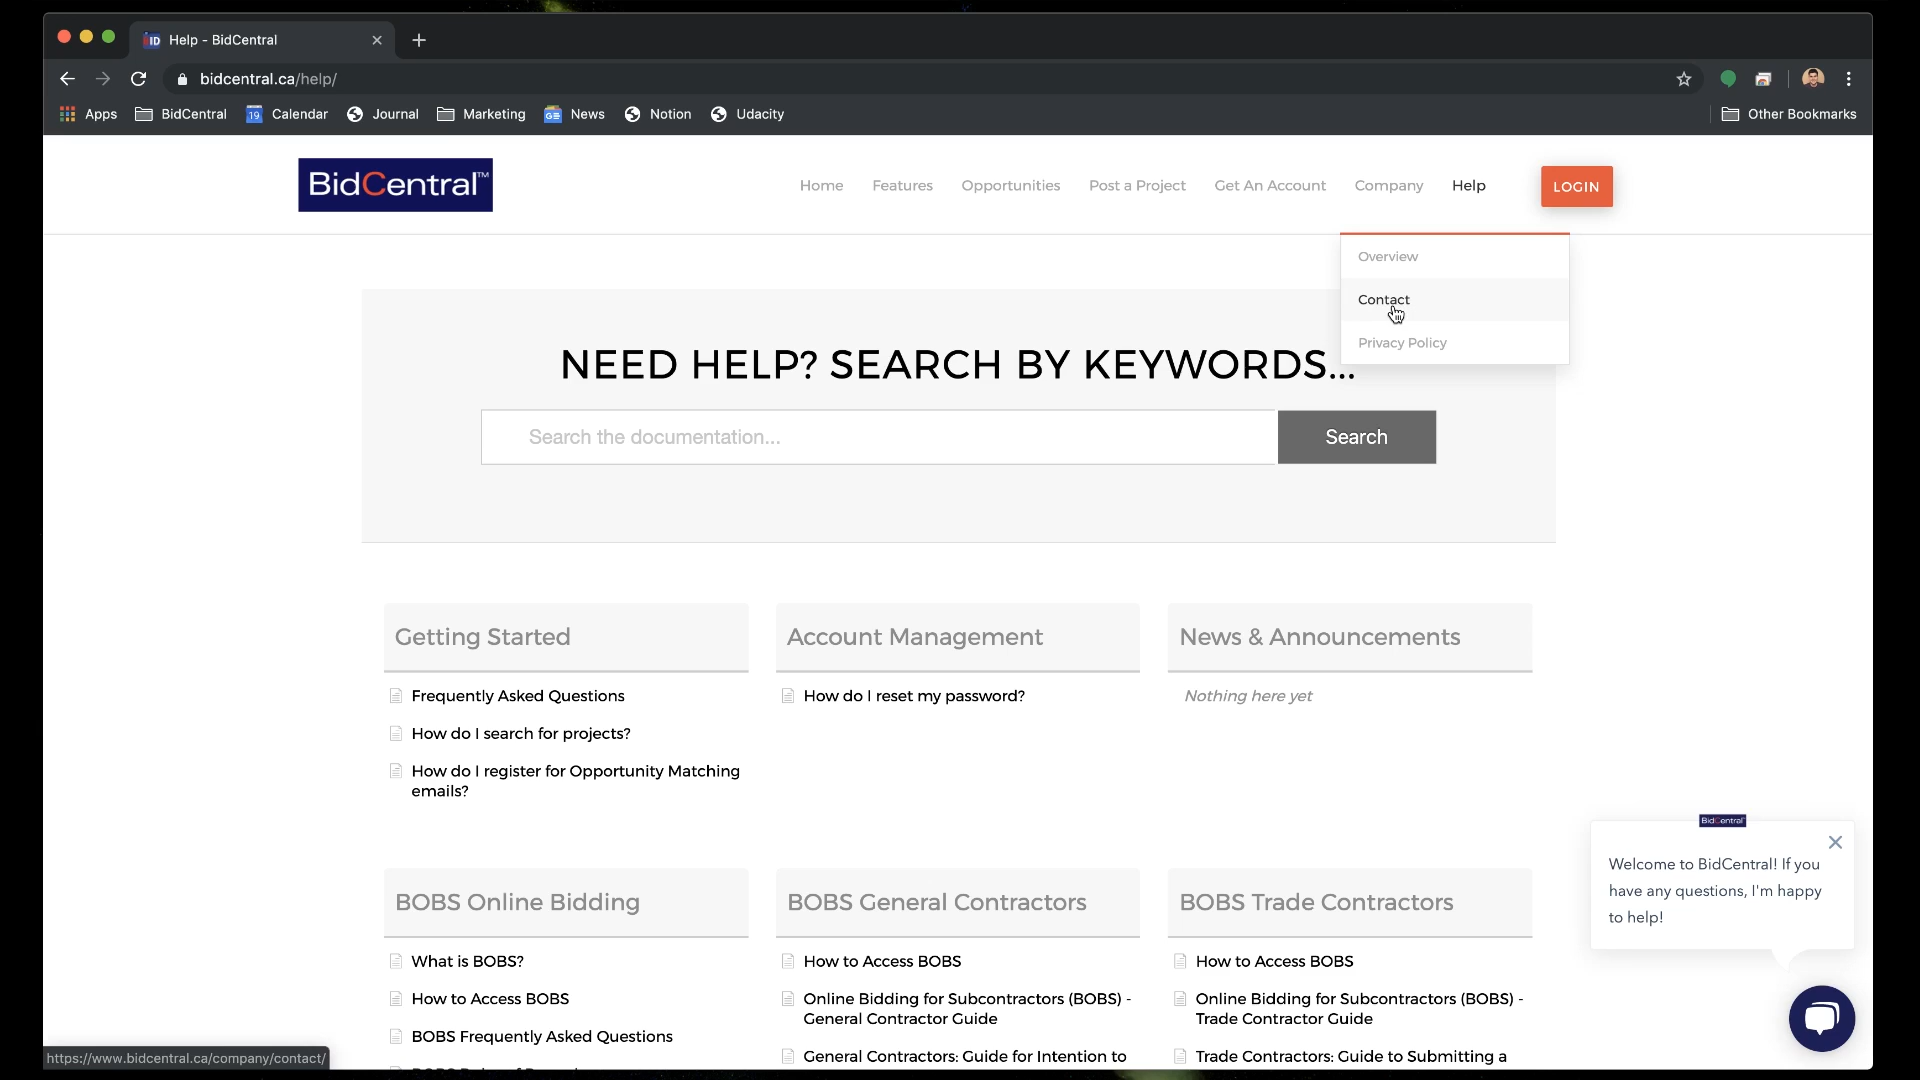 Help - BidCentral
bidcentral.ca/help/
Apps BidCentral 19 Calendar Journal Marketing GE News Notion Udacity Other Bookmarks
BidCentral™
Home Features Opportunities Post a Project Get An Account Company Help LOGIN
Overview
Contact
Privacy Policy
NEED HELP? SEARCH BY KEYWORDS...
Search the documentation... Search
Getting Started
Frequently Asked Questions
How do I search for projects?
How do I register for Opportunity Matching
emails?
Account Management
How do I reset my password?
News & Announcements
Nothing here yet
BOBS Online Bidding
What is BOBS?
How to Access BOBS
BOBS Frequently Asked Questions
BOBS General Contractors
How to Access BOBS
Online Bidding for Subcontractors (BOBS) -
General Contractor Guide
General Contractors: Guide for Intention to
BOBS Trade Contractors
How to Access BOBS
Online Bidding for Subcontractors (BOBS) -
Trade Contractor Guide
Trade Contractors: Guide to Submitting a
BidCentral
Welcome to BidCentral! If you
have any questions, I'm happy
to help!
https://www.bidcentral.ca/company/contact/